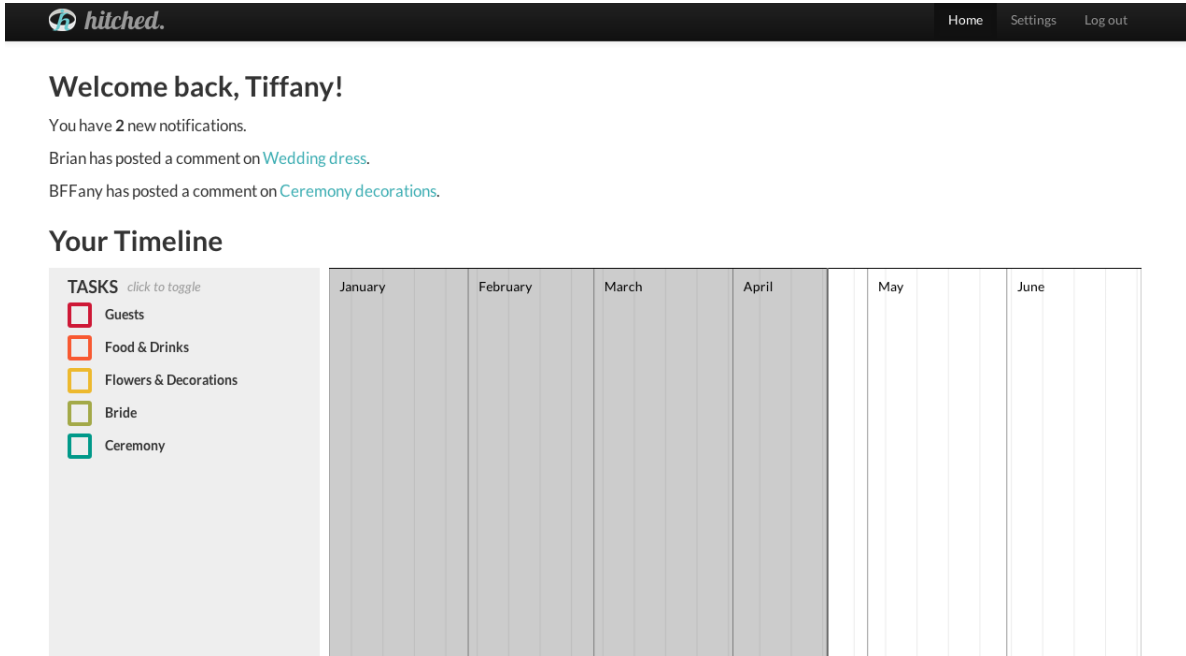 hitched.
Home Settings Log out
Welcome back, Tiffany!
You have 2 new notifications.
Brian has posted a comment on Wedding dress.
BFFany has posted a comment on Ceremony decorations.
Your Timeline
TASKS click to toggle
Guests
Food & Drinks
Flowers & Decorations
Bride
Ceremony
January February March April May June